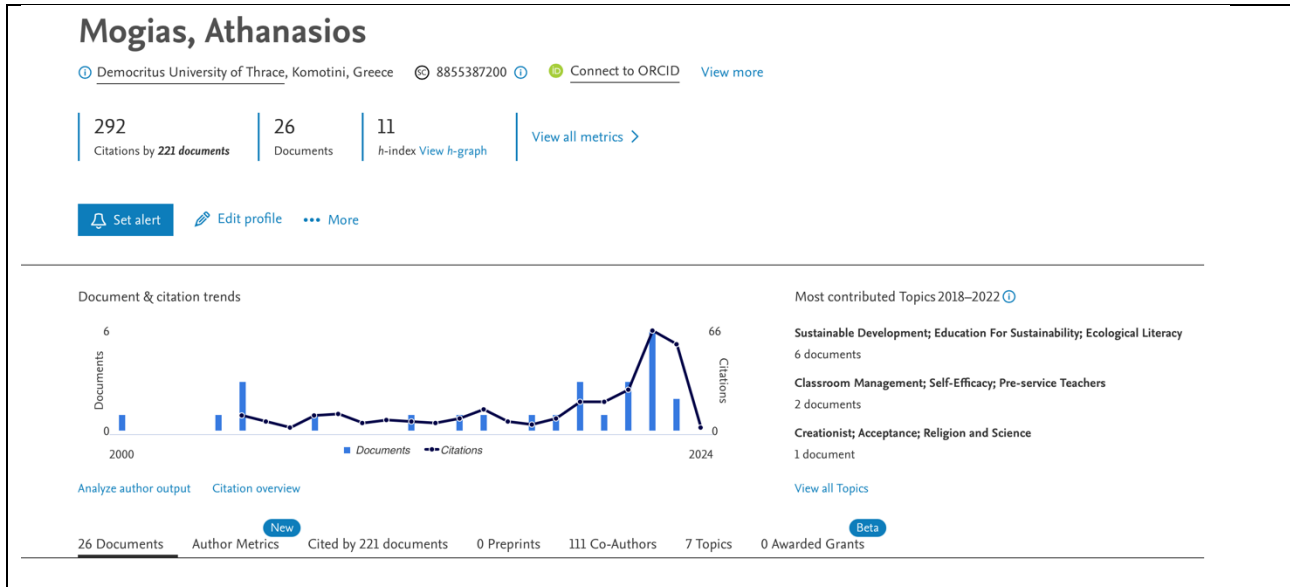 Mogias, Athanasios
Democritus University of Thrace, Komotini, Greece SC 8855387200 iD Connect to ORCID View more
292 26 11 View all metrics >
Citations by 221 documents Documents h-index View h-graph
Set alert Edit profile ••• More
Document & citation trends
6 66
Documents
Citations
0 0
2000 2024
Documents Citations
Analyze author output Citation overview
Most contributed Topics 2018–2022
Sustainable Development; Education For Sustainability; Ecological Literacy
6 documents
Classroom Management; Self-Efficacy; Pre-service Teachers
2 documents
Creationist; Acceptance; Religion and Science
1 document
View all Topics
New Beta
26 Documents Author Metrics Cited by 221 documents 0 Preprints 111 Co-Authors 7 Topics 0 Awarded Grants